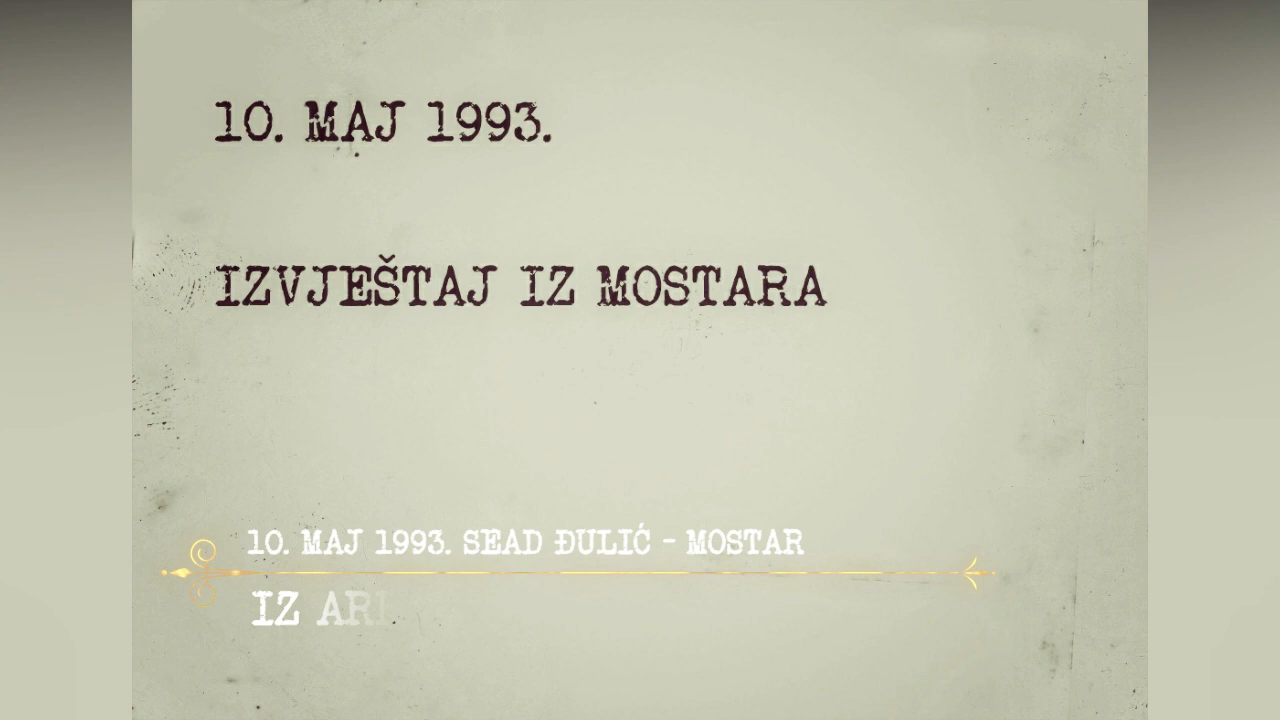 10. MAJ 1993.
IZVJEŠTAJ IZ MOSTARA
10. MAJ 1993. SEAD ĐULIĆ - MOSTAR
IZ